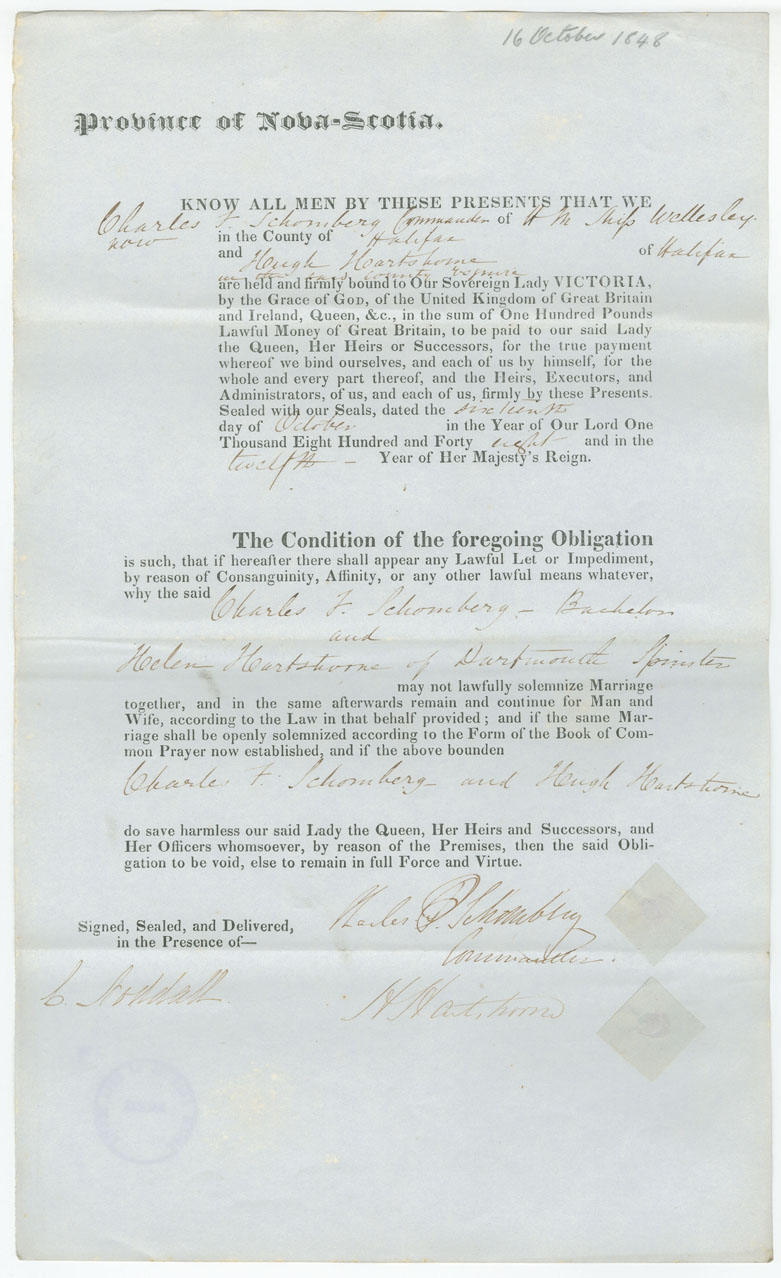 16 October 1848
Province of Nova-Scotia.
KNOW ALL MEN BY THESE PRESENTS THAT WE
Charles F. Schomberg Commander of H M Ship Wellesley.
now in the County of Halifax
and Hugh Hartshorne of Halifax
in the said County Esquire
are held and firmly bound to Our Sovereign Lady VICTORIA,
by the Grace of GOD, of the United Kingdom of Great Britain
and Ireland, Queen, &c., in the sum of One Hundred Pounds
Lawful Money of Great Britain, to be paid to our said Lady
the Queen, Her Heirs or Successors, for the true payment
whereof we bind ourselves, and each of us by himself, for the
whole and every part thereof, and the Heirs, Executors, and
Administrators, of us, and each of us, firmly by these Presents.
Sealed with our Seals, dated the sixteenth
day of October in the Year of Our Lord One
Thousand Eight Hundred and Forty eight and in the
twelfth – Year of Her Majesty's Reign.
The Condition of the foregoing Obligation
is such, that if hereafter there shall appear any Lawful Let or Impediment,
by reason of Consanguinity, Affinity, or any other lawful means whatever,
why the said
Charles F. Schomberg – Bachelor
and
Helen Hartshorne of Dartmouth Spinster
may not lawfully solemnize Marriage
together, and in the same afterwards remain and continue for Man and
Wife, according to the Law in that behalf provided; and if the same Mar-
riage shall be openly solemnized according to the Form of the Book of Com-
mon Prayer now established, and if the above bounden
Charles F. Schomberg and Hugh Hartshorne
do save harmless our said Lady the Queen, Her Heirs and Successors, and
Her Officers whomsoever, by reason of the Premises, then the said Obli-
gation to be void, else to remain in full Force and Virtue.
Signed, Sealed, and Delivered,
in the Presence of—
Charles F. Schomberg
Commander.
H Hartshorne